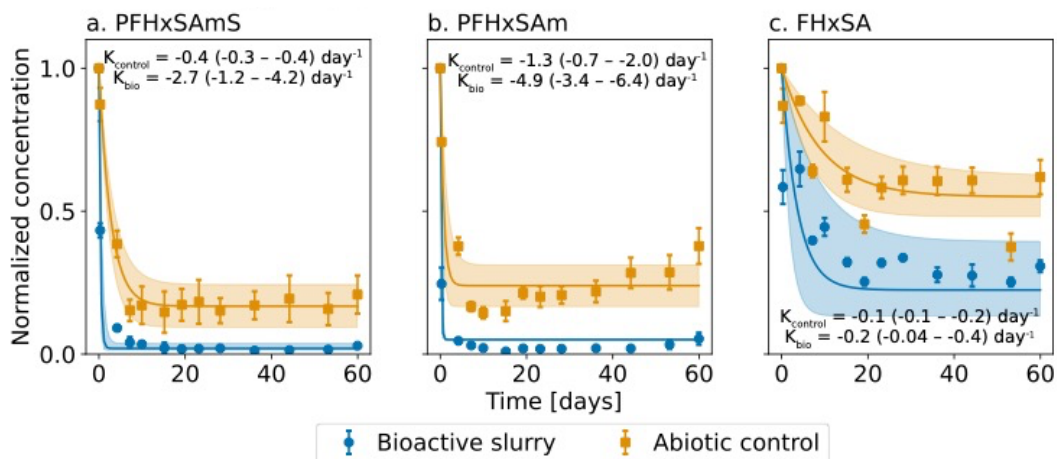 a. PFHxSAmS
b. PFHxSAm
c. FHxSA
K_control = -0.4 (-0.3 – -0.4) day⁻¹
K_bio = -2.7 (-1.2 – -4.2) day⁻¹
K_control = -1.3 (-0.7 – -2.0) day⁻¹
K_bio = -4.9 (-3.4 – -6.4) day⁻¹
K_control = -0.1 (-0.1 – -0.2) day⁻¹
K_bio = -0.2 (-0.04 – -0.4) day⁻¹
Normalized concentration
1.0
0.5
0.0
0 20 40 60
0 20 40 60
0 20 40 60
Time [days]
Bioactive slurry
Abiotic control